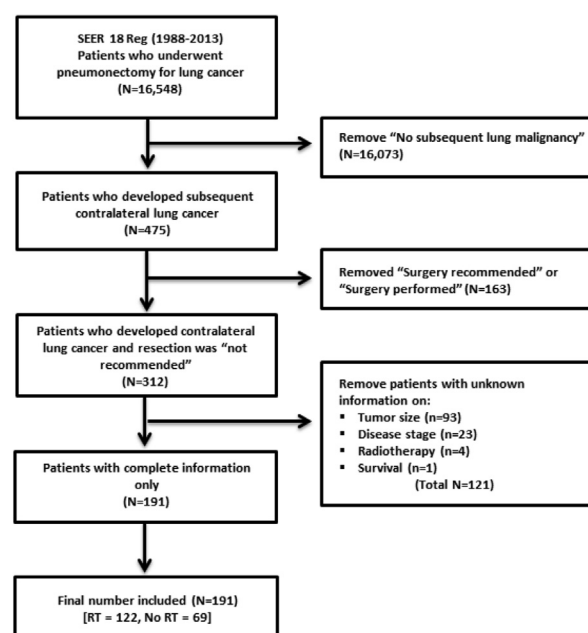 SEER 18 Reg (1988-2013)
Patients who underwent
pneumonectomy for lung cancer
(N=16,548)
Remove “No subsequent lung malignancy”
(N=16,073)
Patients who developed subsequent
contralateral lung cancer
(N=475)
Removed “Surgery recommended” or
“Surgery performed” (N=163)
Patients who developed contralateral
lung cancer and resection was “not
recommended”
(N=312)
Remove patients with unknown
information on:
▪ Tumor size (n=93)
▪ Disease stage (n=23)
▪ Radiotherapy (n=4)
▪ Survival (n=1)
(Total N=121)
Patients with complete information
only
(N=191)
Final number included (N=191)
[RT = 122, No RT = 69]